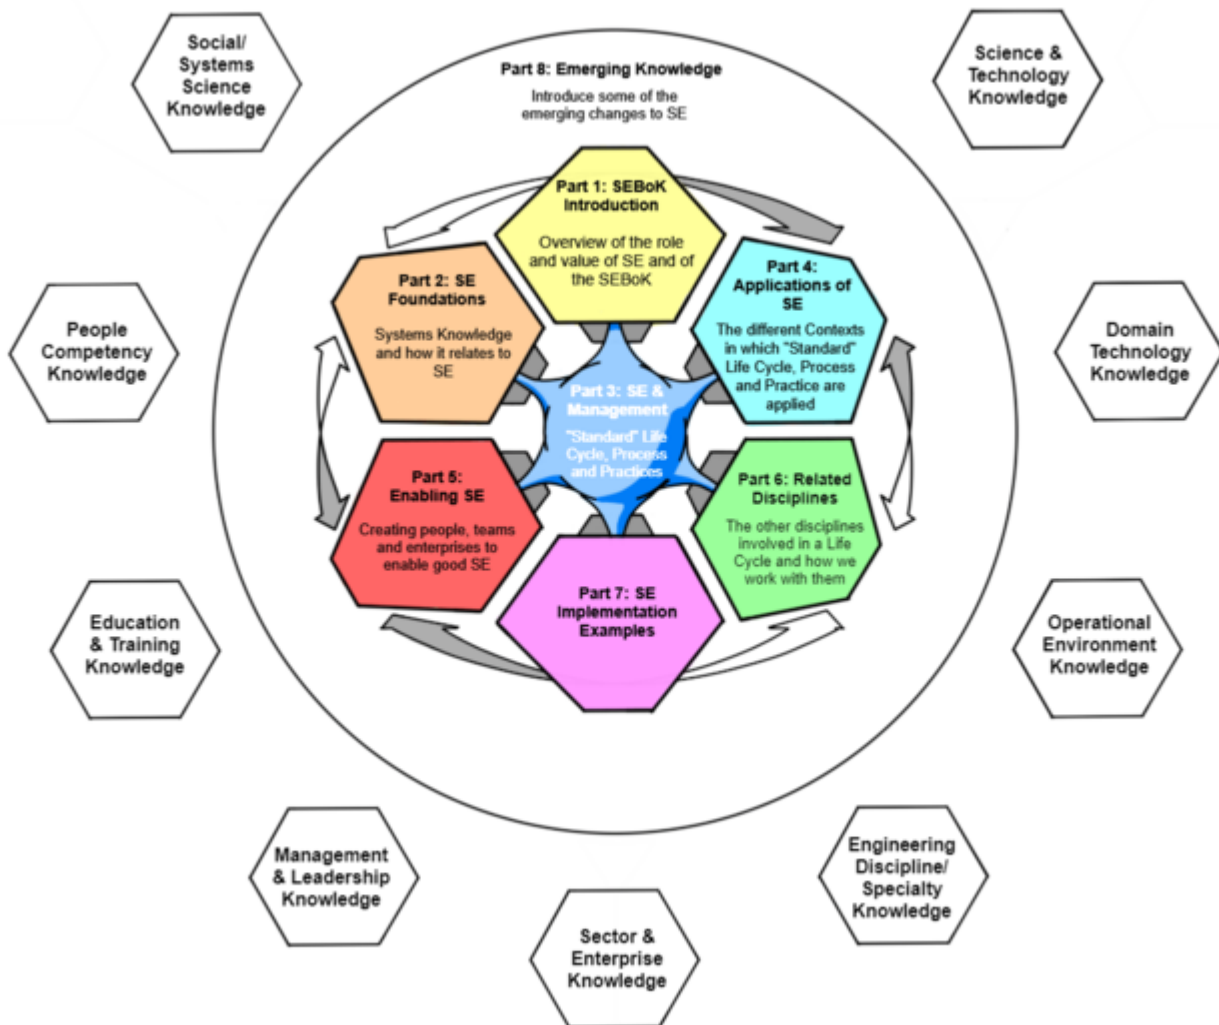 Social/
Systems
Science
Knowledge
Science &
Technology
Knowledge
Part 8: Emerging Knowledge
Introduce some of the
emerging changes to SE
Part 1: SEBoK
Introduction
Overview of the role
and value of SE and of
the SEBoK
Part 2: SE
Foundations
Systems Knowledge
and how it relates to
SE
Part 4:
Applications of
SE
The different Contexts
in which "Standard"
Life Cycle, Process
and Practice are
applied
People
Competency
Knowledge
Domain
Technology
Knowledge
Part 3: SE &
Management
"Standard" Life
Cycle, Process
and Practices
Part 5:
Enabling SE
Creating people, teams
and enterprises to
enable good SE
Part 6: Related
Disciplines
The other disciplines
involved in a Life
Cycle and how we
work with them
Part 7: SE
Implementation
Examples
Education
& Training
Knowledge
Operational
Environment
Knowledge
Management
& Leadership
Knowledge
Engineering
Discipline/
Specialty
Knowledge
Sector &
Enterprise
Knowledge